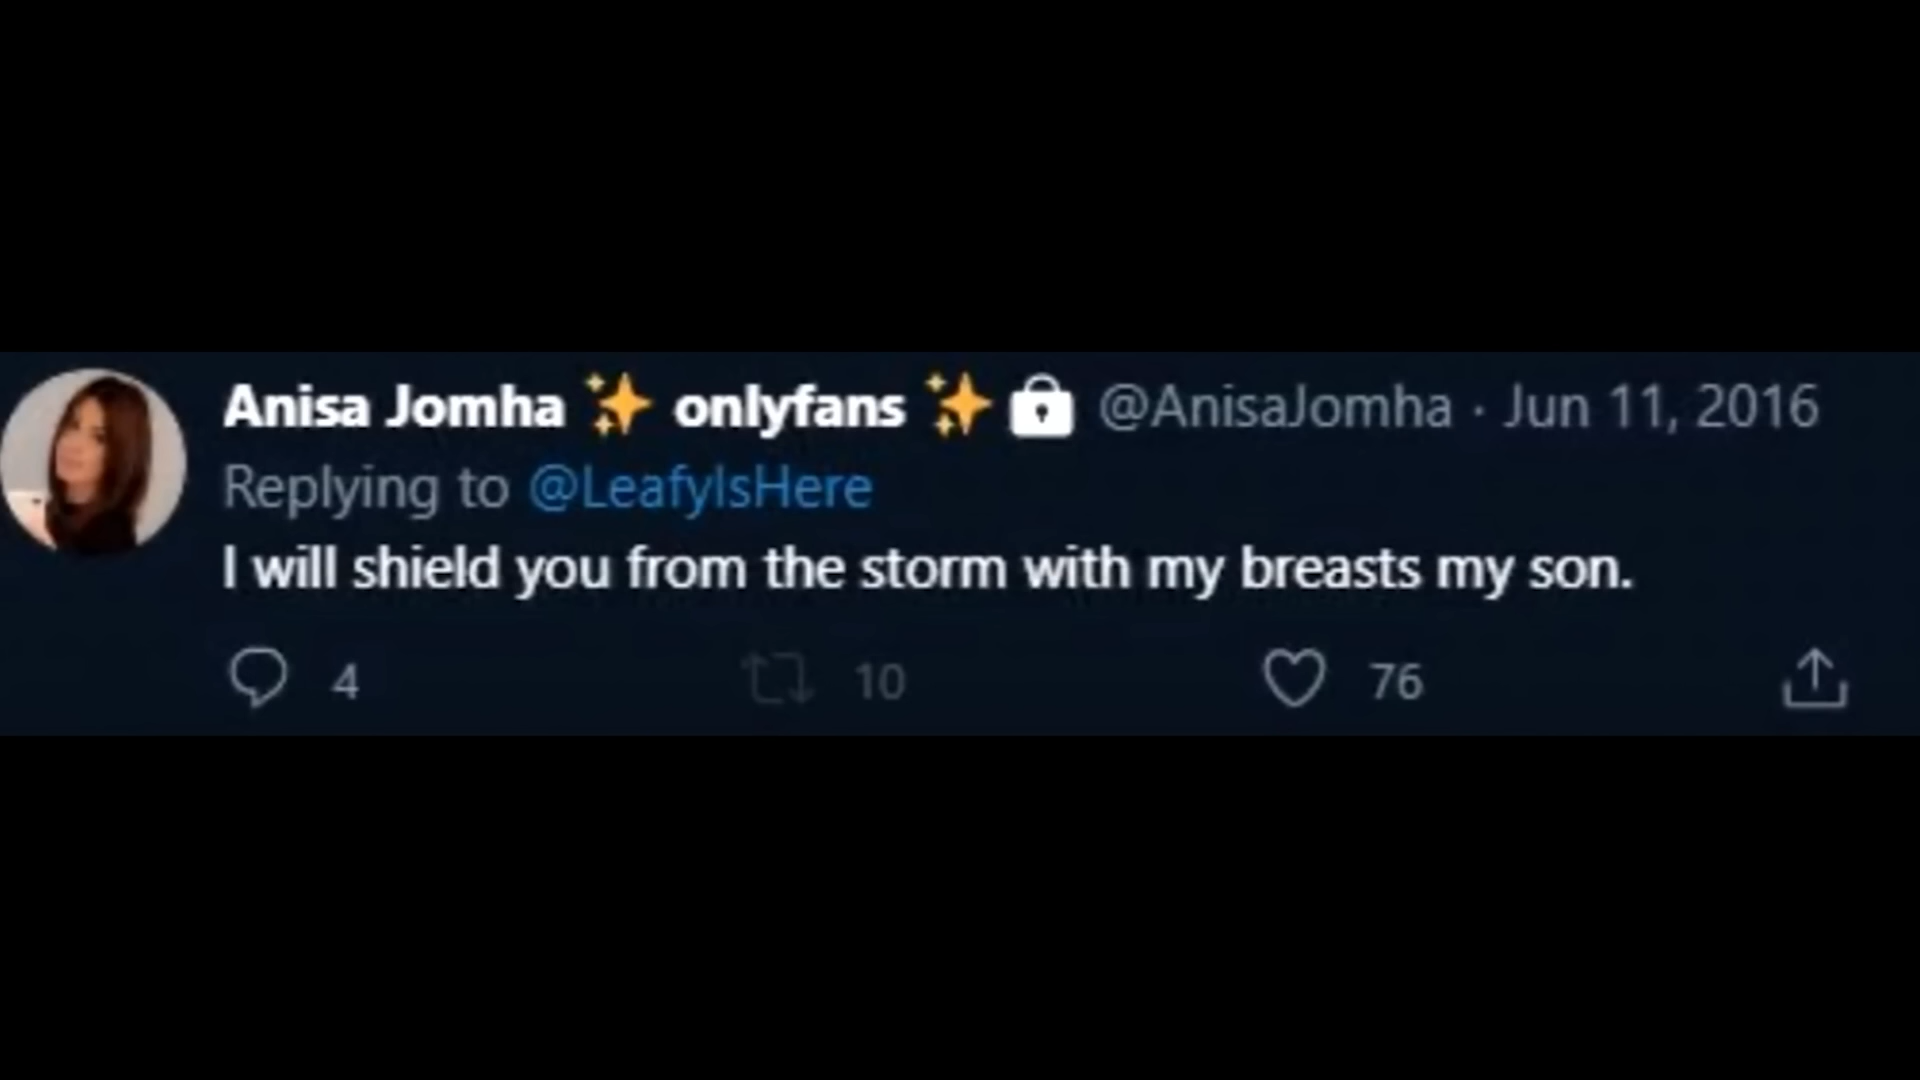 Anisa Jomha ✨ onlyfans ✨🔒 @AnisaJomha · Jun 11, 2016
Replying to @LeafyIsHere
I will shield you from the storm with my breasts my son.
4 10 76